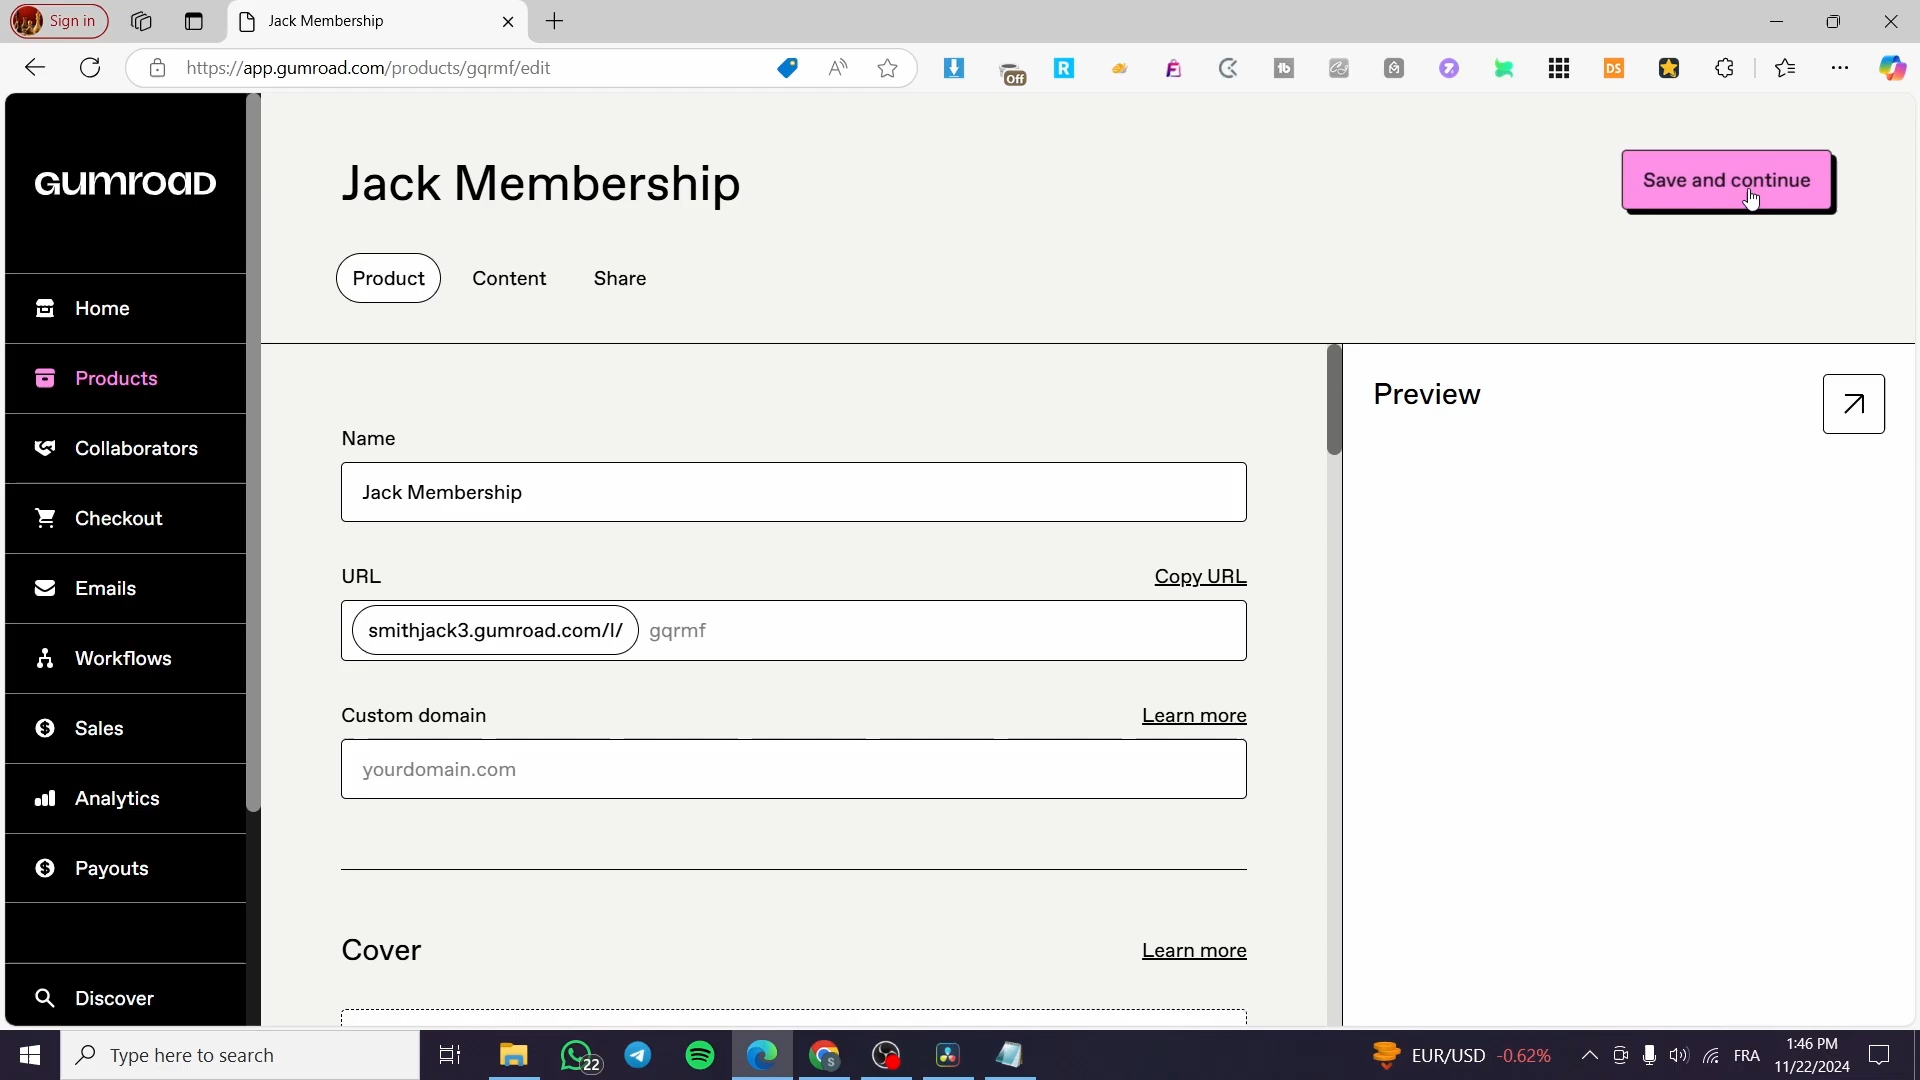 Sign in
Jack Membership
https://app.gumroad.com/products/gqrmf/edit
Off
DS
GUMROAD
Jack Membership
Save and continue
Product
Content
Share
Home
Products
Collaborators
Checkout
Emails
Workflows
Sales
Analytics
Payouts
Discover
Name
Jack Membership
URL
Copy URL
smithjack3.gumroad.com/l/
gqrmf
Custom domain
Learn more
yourdomain.com
Cover
Learn more
Preview
Type here to search
22
EUR/USD -0.62%
FRA
1:46 PM
11/22/2024